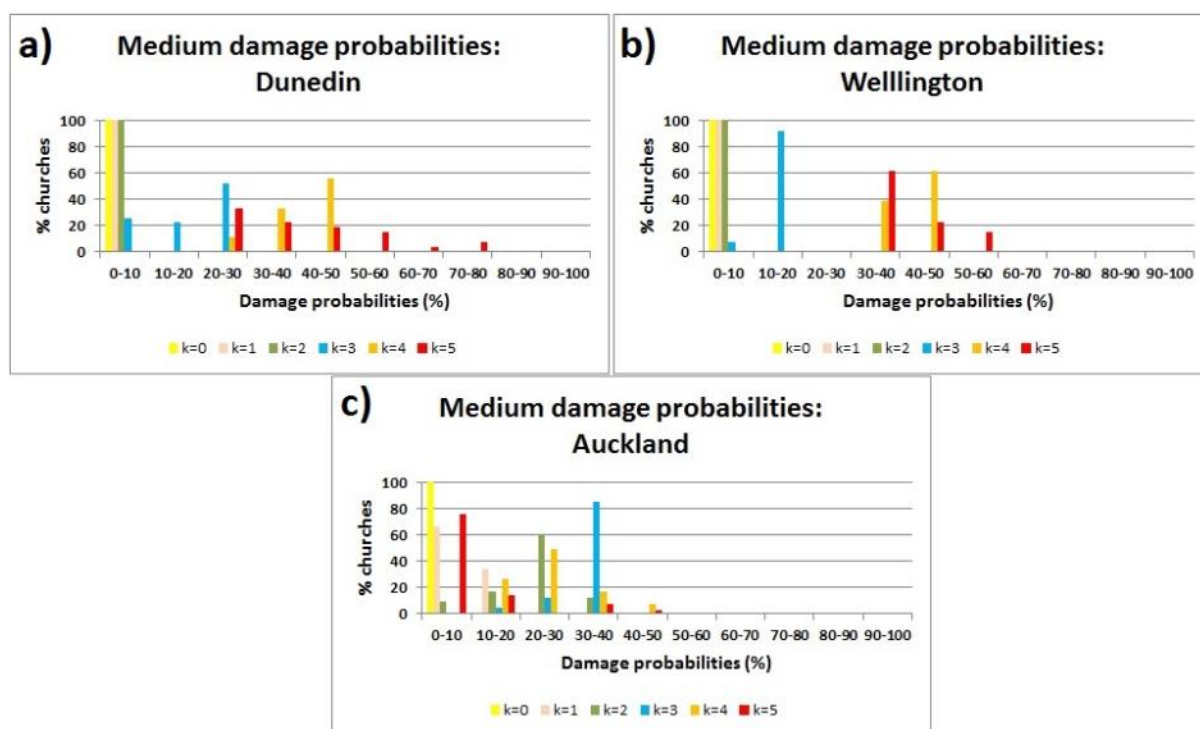 a)
Medium damage probabilities:
Dunedin
% churches
100
80
60
40
20
0
0-10 10-20 20-30 30-40 40-50 50-60 60-70 70-80 80-90 90-100
Damage probabilities (%)
k=0 k=1 k=2 k=3 k=4 k=5
b)
Medium damage probabilities:
Welllington
% churches
100
80
60
40
20
0
0-10 10-20 20-30 30-40 40-50 50-60 60-70 70-80 80-90 90-100
Damage probabilities (%)
k=0 k=1 k=2 k=3 k=4 k=5
c)
Medium damage probabilities:
Auckland
% churches
100
80
60
40
20
0
0-10 10-20 20-30 30-40 40-50 50-60 60-70 70-80 80-90 90-100
Damage probabilities (%)
k=0 k=1 k=2 k=3 k=4 k=5